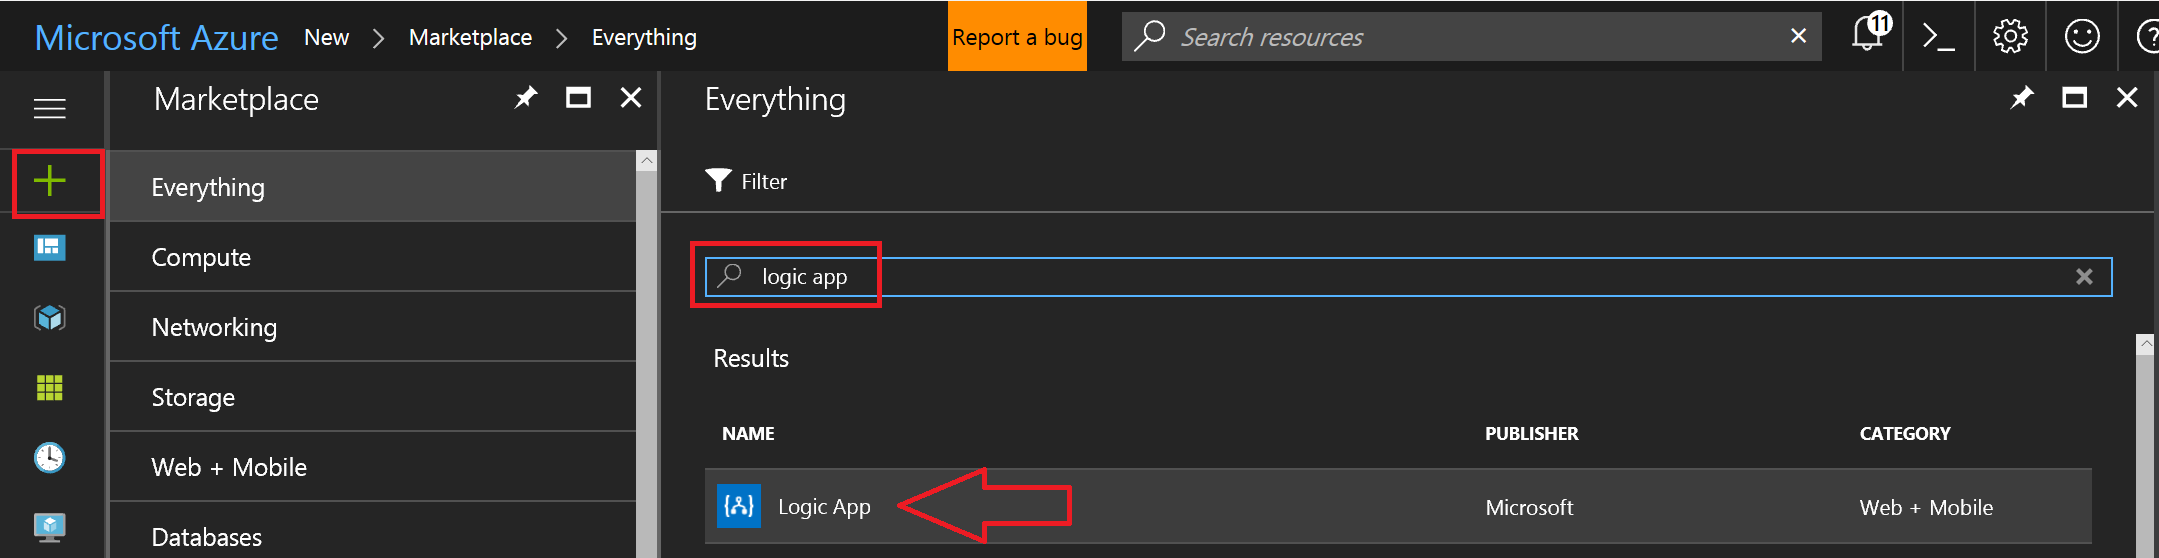 Microsoft Azure New > Marketplace > Everything Report a bug Search resources 11 >_ ?
Marketplace
Everything
Compute
Networking
Storage
Web + Mobile
Databases
Everything
Filter
logic app
Results
NAME PUBLISHER CATEGORY
Logic App Microsoft Web + Mobile